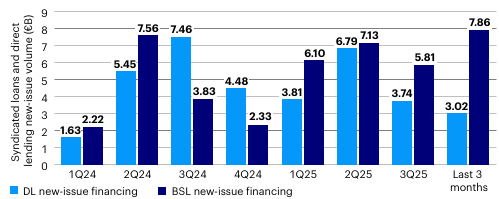 Syndicated loans and direct
lending new-issue volume (€B)
9
8
7
6
5
4
3
2
1
0
1.63
2.22
5.45
7.56
7.46
3.83
4.48
2.33
3.81
6.10
6.79
7.13
3.74
5.81
3.02
7.86
1Q24
2Q24
3Q24
4Q24
1Q25
2Q25
3Q25
Last 3
months
DL new-issue financing
BSL new-issue financing